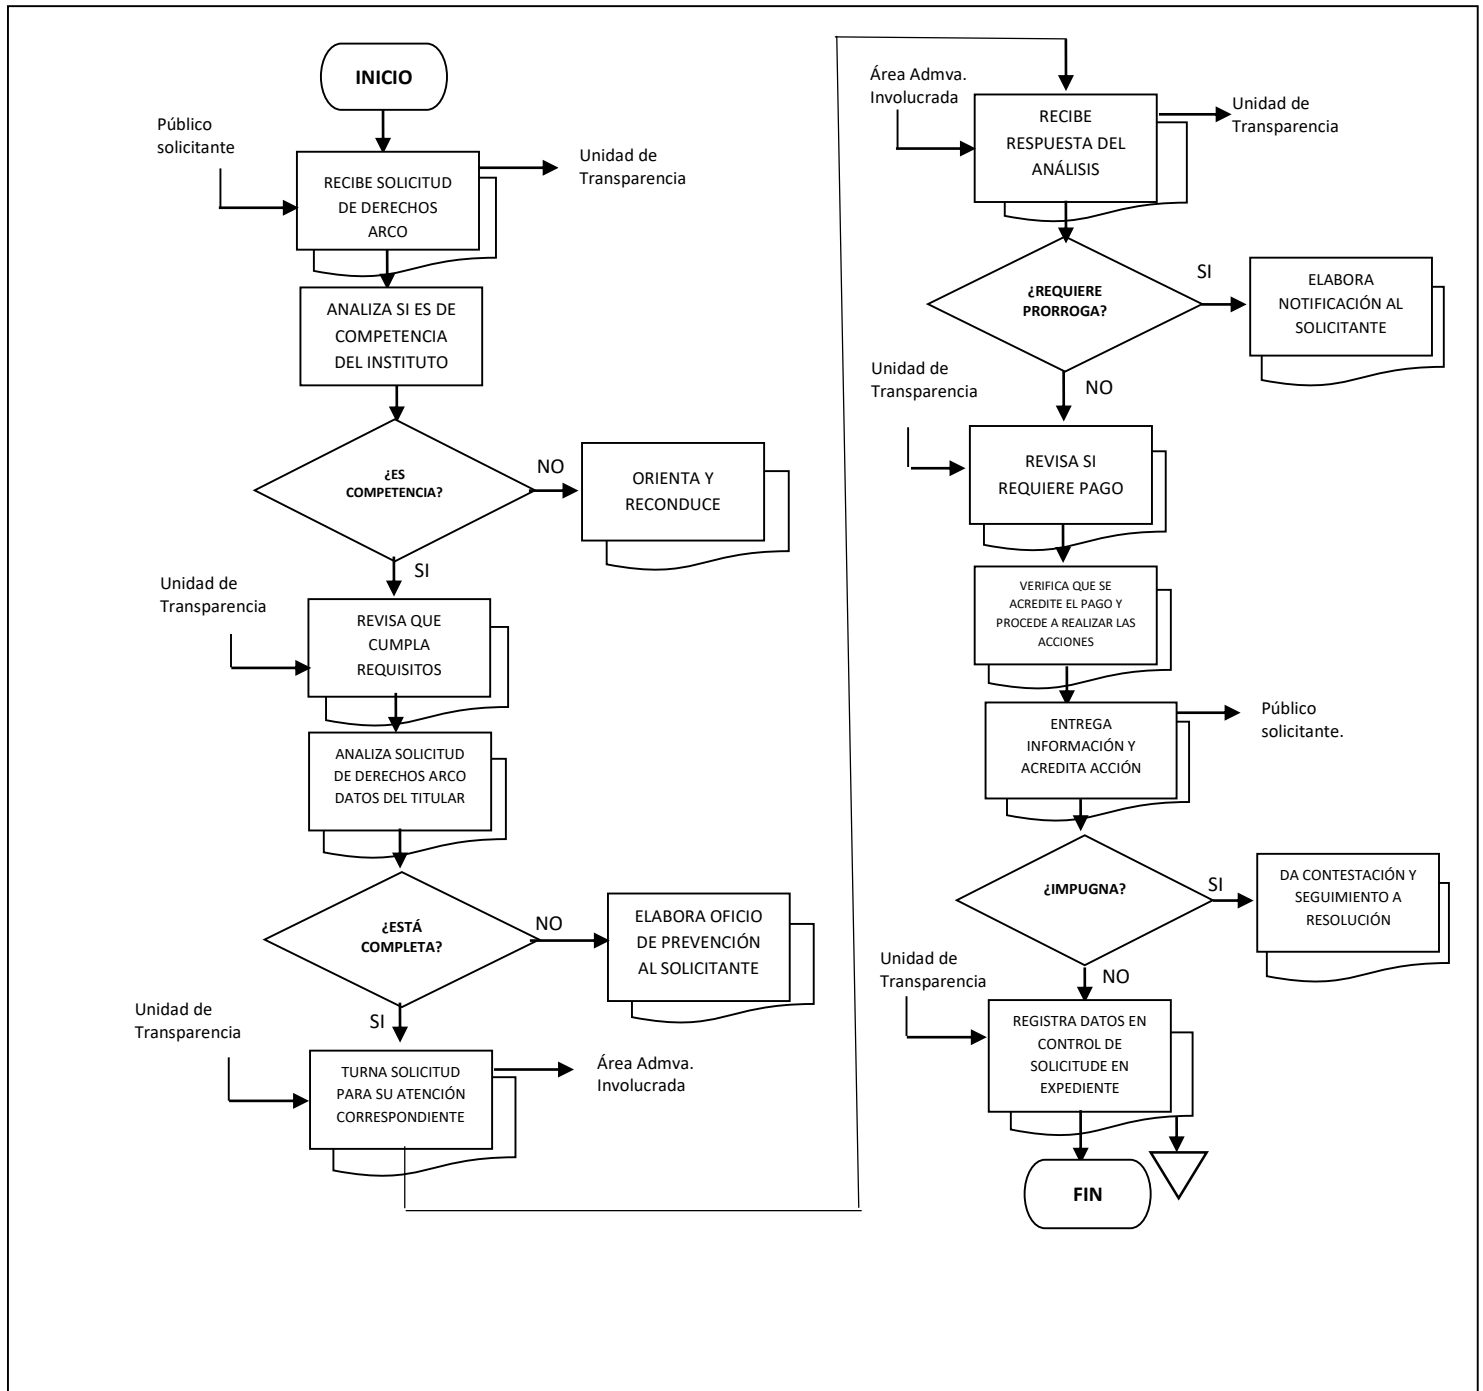 INICIO
Público
solicitante
Unidad de
Transparencia
RECIBE SOLICITUD
DE DERECHOS
ARCO
ANALIZA SI ES DE
COMPETENCIA
DEL INSTITUTO
¿ES
COMPETENCIA?
NO
ORIENTA Y
RECONDUCE
SI
Unidad de
Transparencia
REVISA QUE
CUMPLA
REQUISITOS
ANALIZA SOLICITUD
DE DERECHOS ARCO
DATOS DEL TITULAR
¿ESTÁ
COMPLETA?
NO
ELABORA OFICIO
DE PREVENCIÓN
AL SOLICITANTE
SI
Unidad de
Transparencia
TURNA SOLICITUD
PARA SU ATENCIÓN
CORRESPONDIENTE
Área Admva.
Involucrada
Área Admva.
Involucrada
RECIBE
RESPUESTA DEL
ANÁLISIS
Unidad de
Transparencia
¿REQUIERE
PRORROGA?
SI
ELABORA
NOTIFICACIÓN AL
SOLICITANTE
NO
Unidad de
Transparencia
REVISA SI
REQUIERE PAGO
VERIFICA QUE SE
ACREDITE EL PAGO Y
PROCEDE A REALIZAR LAS
ACCIONES
ENTREGA
INFORMACIÓN Y
ACREDITA ACCIÓN
Público
solicitante.
¿IMPUGNA?
SI
DA CONTESTACIÓN Y
SEGUIMIENTO A
RESOLUCIÓN
NO
Unidad de
Transparencia
REGISTRA DATOS EN
CONTROL DE
SOLICITUDE EN
EXPEDIENTE
FIN